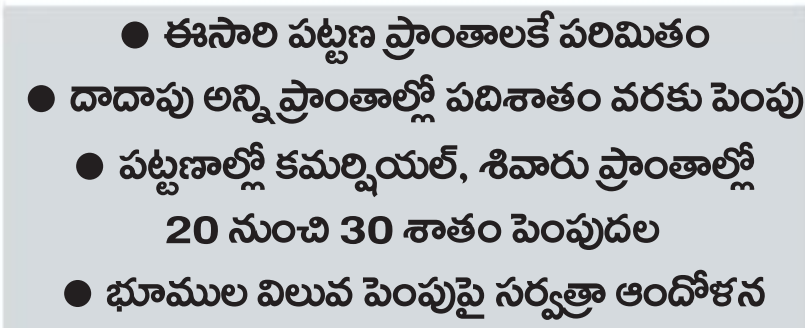 ● ఈసారి పట్టణ ప్రాంతాలకే పరిమితం
● దాదాపు అన్ని ప్రాంతాల్లో పదిశాతం వరకు పెంపు
● పట్టణాల్లో కమర్షియల్, శివారు ప్రాంతాల్లో
20 నుంచి 30 శాతం పెంపుదల
● భూముల విలువ పెంపుపై సర్వత్రా ఆందోళన